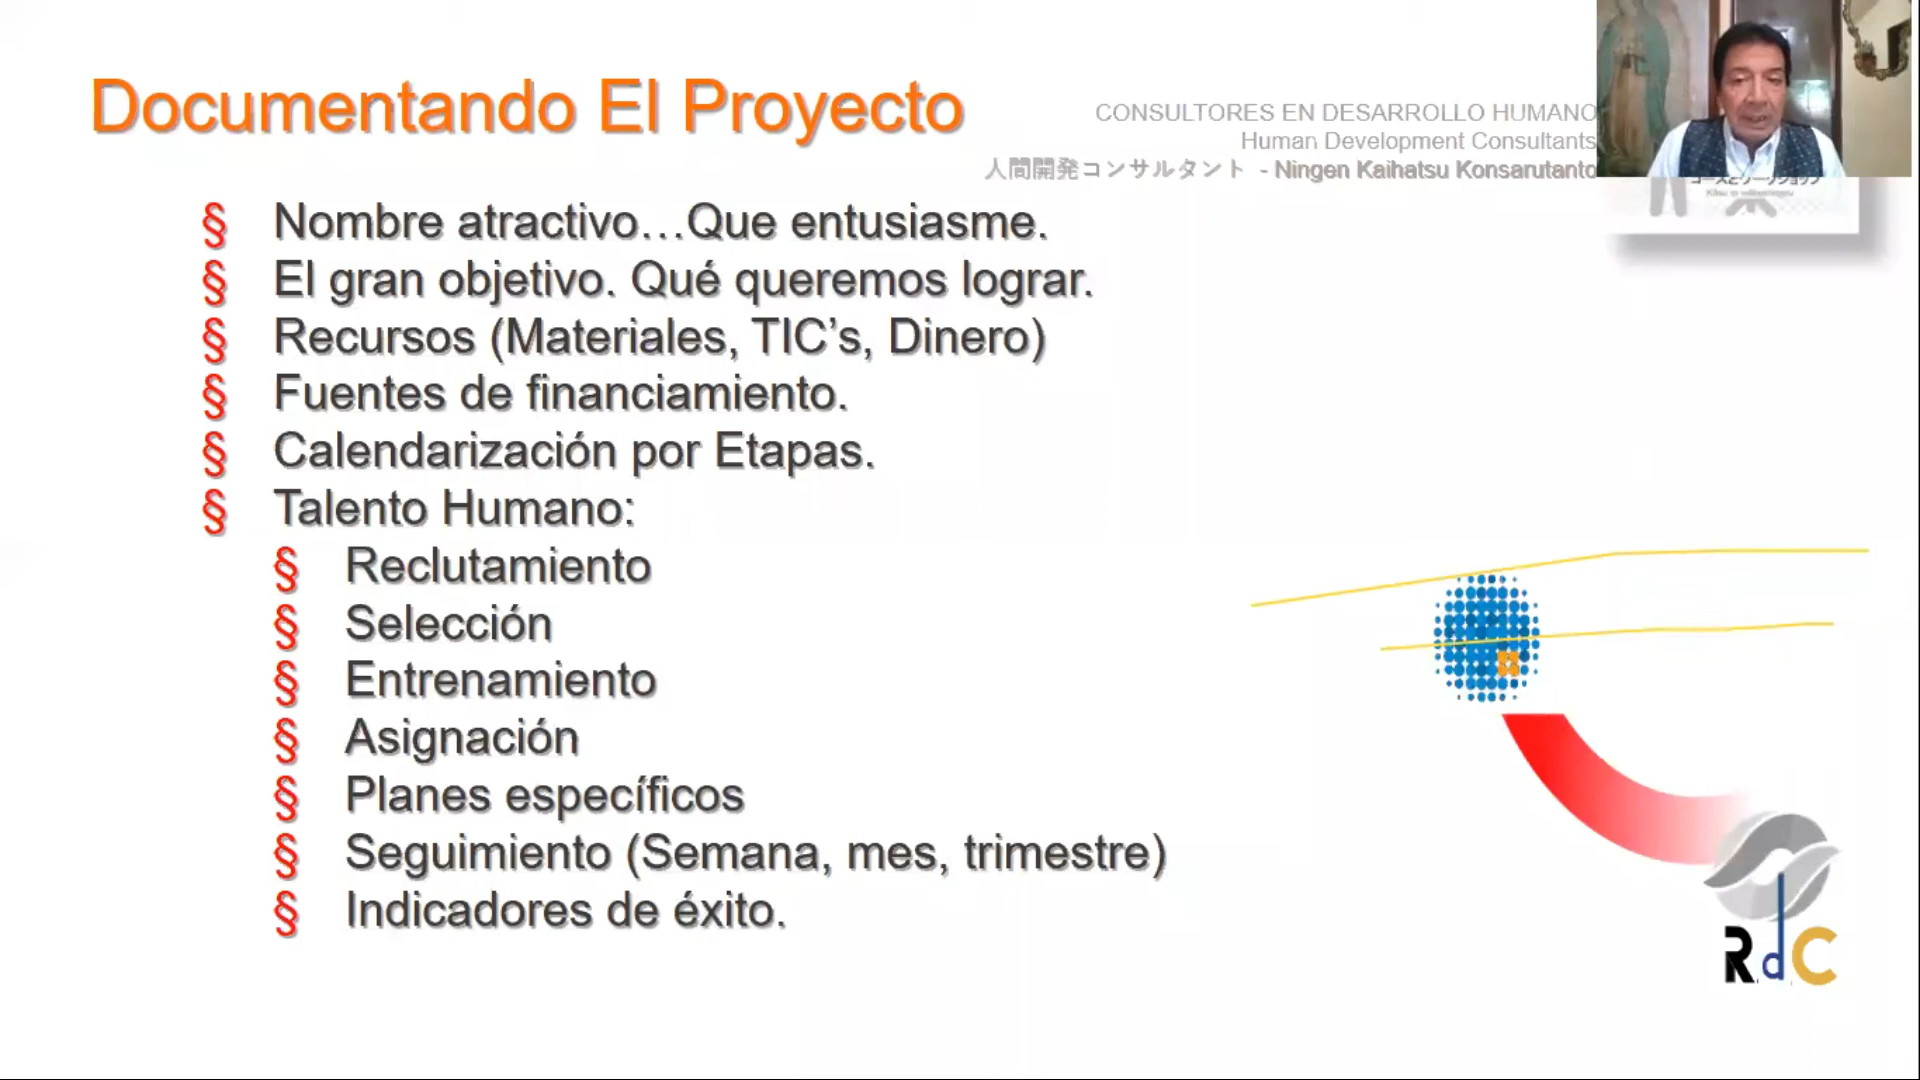 Documentando El Proyecto
CONSULTORES EN DESARROLLO HUMANO
Human Development Consultants
人間開発コンサルタント - Ningen Kaihatsu Konsarutanto
§ Nombre atractivo…Que entusiasme.
§ El gran objetivo. Qué queremos lograr.
§ Recursos (Materiales, TIC’s, Dinero)
§ Fuentes de financiamiento.
§ Calendarización por Etapas.
§ Talento Humano:
§ Reclutamiento
§ Selección
§ Entrenamiento
§ Asignación
§ Planes específicos
§ Seguimiento (Semana, mes, trimestre)
§ Indicadores de éxito.
R.d.C